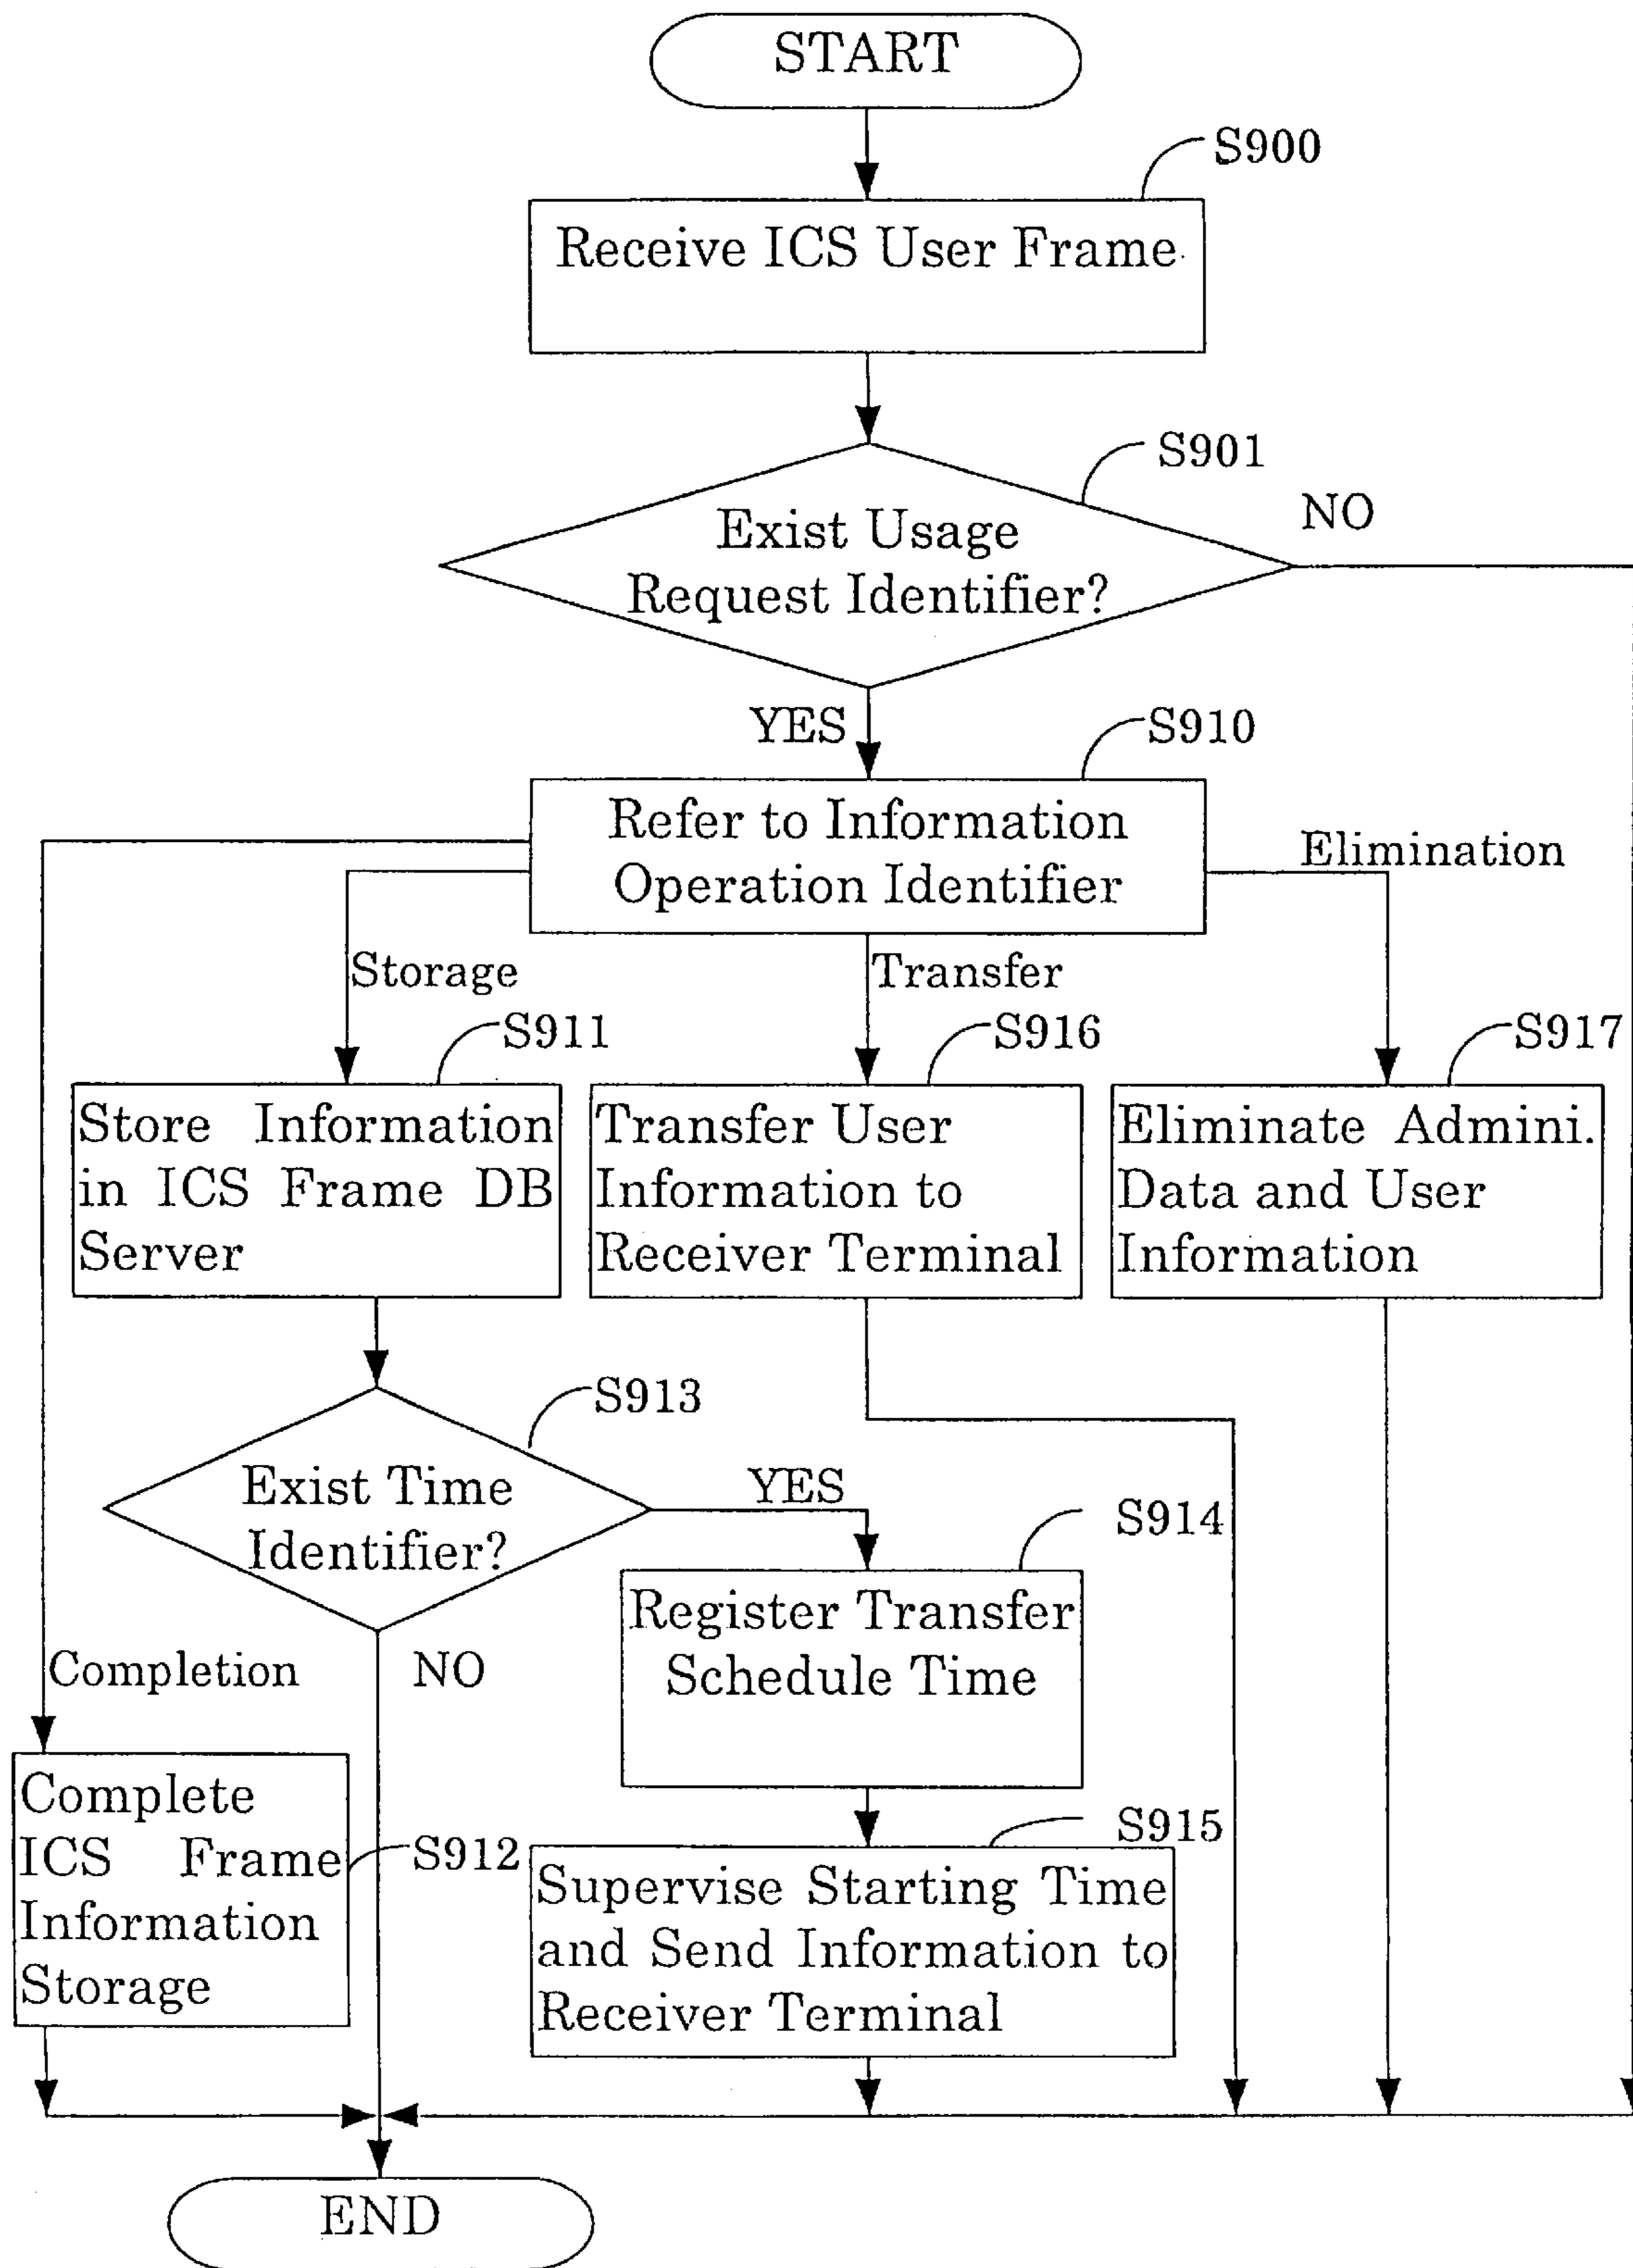 START
S900
Receive ICS User Frame
S901
Exist Usage
Request Identifier?
NO
YES
S910
Refer to Information
Operation Identifier
Elimination
Storage
Transfer
S911
S916
S917
Store Information
in ICS Frame DB
Server
Transfer User
Information to
Receiver Terminal
Eliminate Admini.
Data and User
Information
S913
Exist Time
Identifier?
YES
S914
Register Transfer
Schedule Time
Completion
NO
Complete
ICS Frame
Information
Storage
S912
S915
Supervise Starting Time
and Send Information to
Receiver Terminal
END